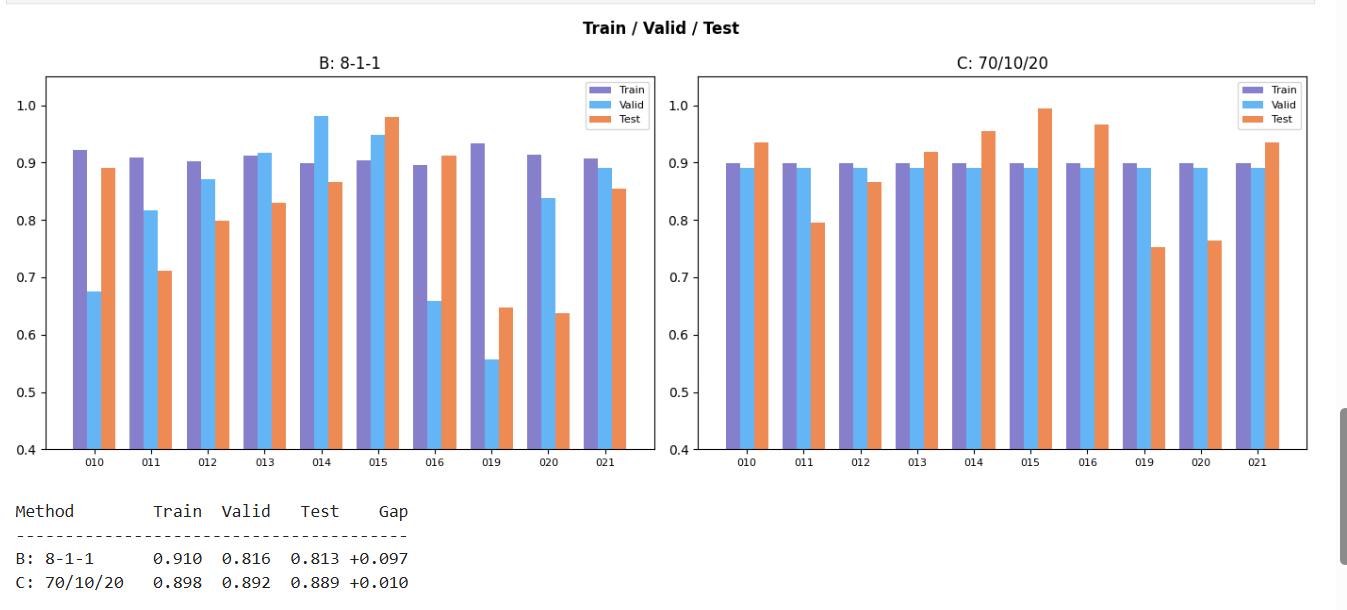 Train / Valid / Test
B: 8-1-1
1.0
0.9
0.8
0.7
0.6
0.5
0.4
Train
Valid
Test
010 011 012 013 014 015 016 019 020 021
C: 70/10/20
1.0
0.9
0.8
0.7
0.6
0.5
0.4
Train
Valid
Test
010 011 012 013 014 015 016 019 020 021
Method Train Valid Test Gap
----------------------------------------
B: 8-1-1 0.910 0.816 0.813 +0.097
C: 70/10/20 0.898 0.892 0.889 +0.010